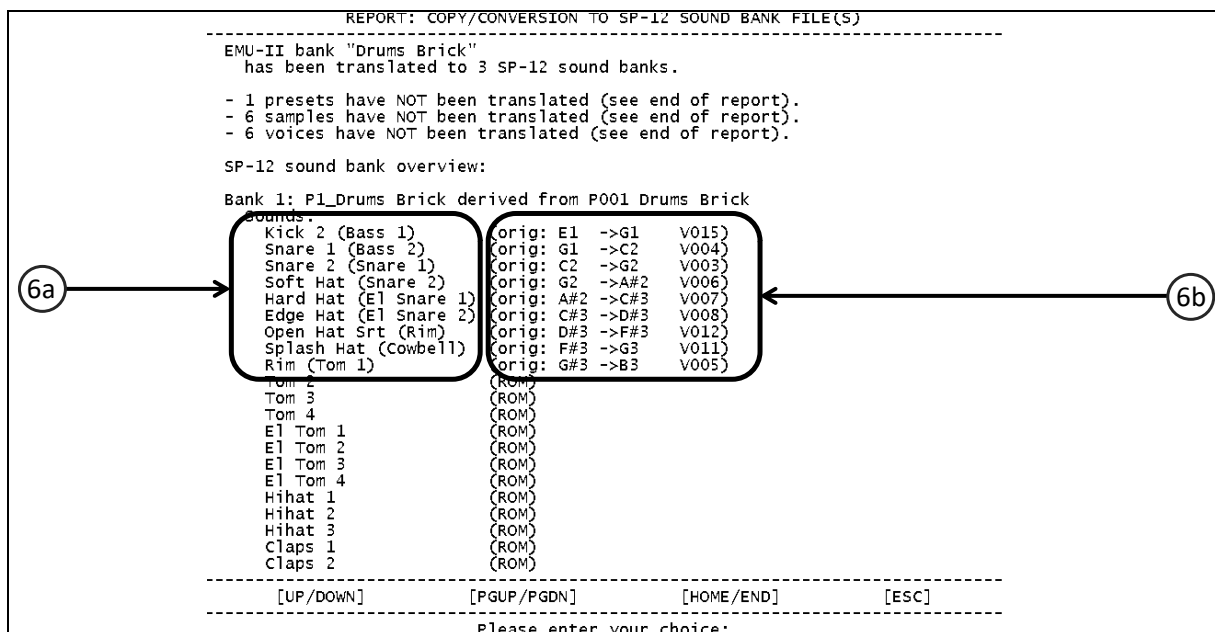 REPORT: COPY/CONVERSION TO SP-12 SOUND BANK FILE(S)
EMU-II bank "Drums Brick"
has been translated to 3 SP-12 sound banks.
- 1 presets have NOT been translated (see end of report).
- 6 samples have NOT been translated (see end of report).
- 6 voices have NOT been translated (see end of report).
SP-12 sound bank overview:
Bank 1: P1_Drums Brick derived from P001 Drums Brick
Sounds:
Kick 2 (Bass 1) (orig: E1 ->G1 V015)
Snare 1 (Bass 2) (orig: G1 ->C2 V004)
Snare 2 (Snare 1) (orig: C2 ->G2 V003)
6a Soft Hat (Snare 2) (orig: G2 ->A#2 V006) 6b
Hard Hat (El Snare 1) (orig: A#2 ->C#3 V007)
Edge Hat (El Snare 2) (orig: C#3 ->D#3 V008)
Open Hat Srt (Rim) (orig: D#3 ->F#3 V012)
Splash Hat (Cowbell) (orig: F#3 ->G3 V011)
Rim (Tom 1) (orig: G#3 ->B3 V005)
Tom 2 (ROM)
Tom 3 (ROM)
Tom 4 (ROM)
El Tom 1 (ROM)
El Tom 2 (ROM)
El Tom 3 (ROM)
El Tom 4 (ROM)
Hihat 1 (ROM)
Hihat 2 (ROM)
Hihat 3 (ROM)
Claps 1 (ROM)
Claps 2 (ROM)
[UP/DOWN] [PGUP/PGDN] [HOME/END] [ESC]
Please enter your choice: